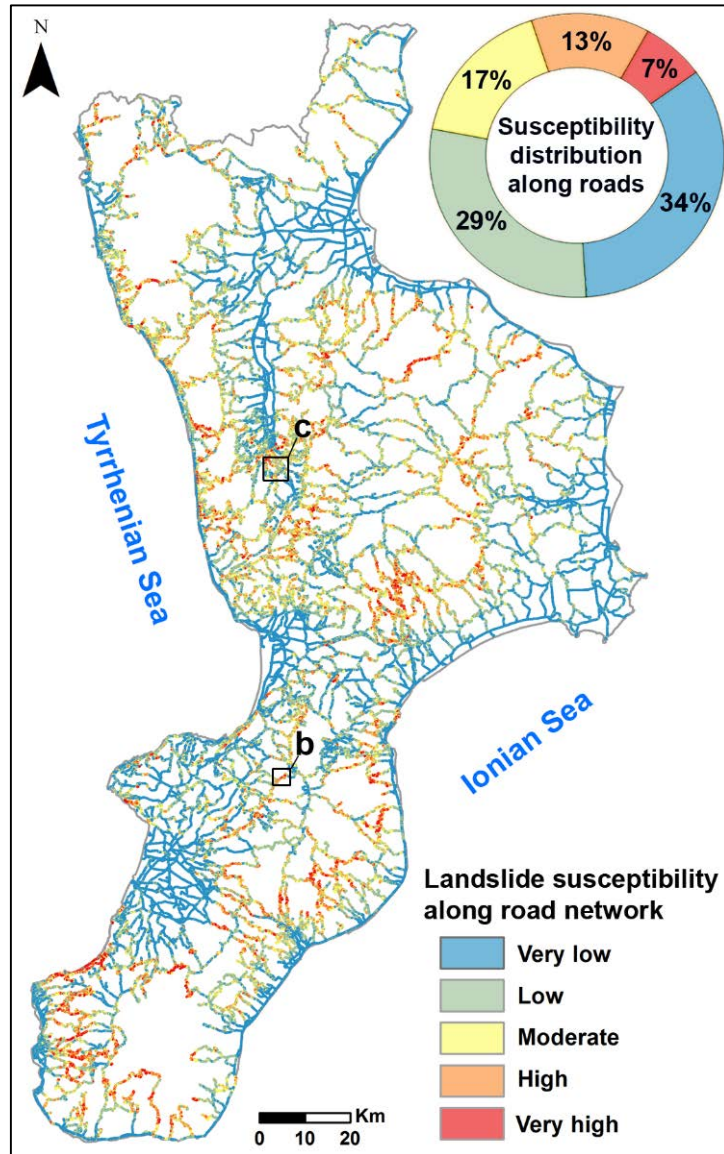 N
13%
7%
17%
Susceptibility
distribution
along roads
34%
29%
c
Tyrrhenian Sea
b
Ionian Sea
Landslide susceptibility
along road network
Very low
Low
Moderate
High
Very high
Km
0 10 20